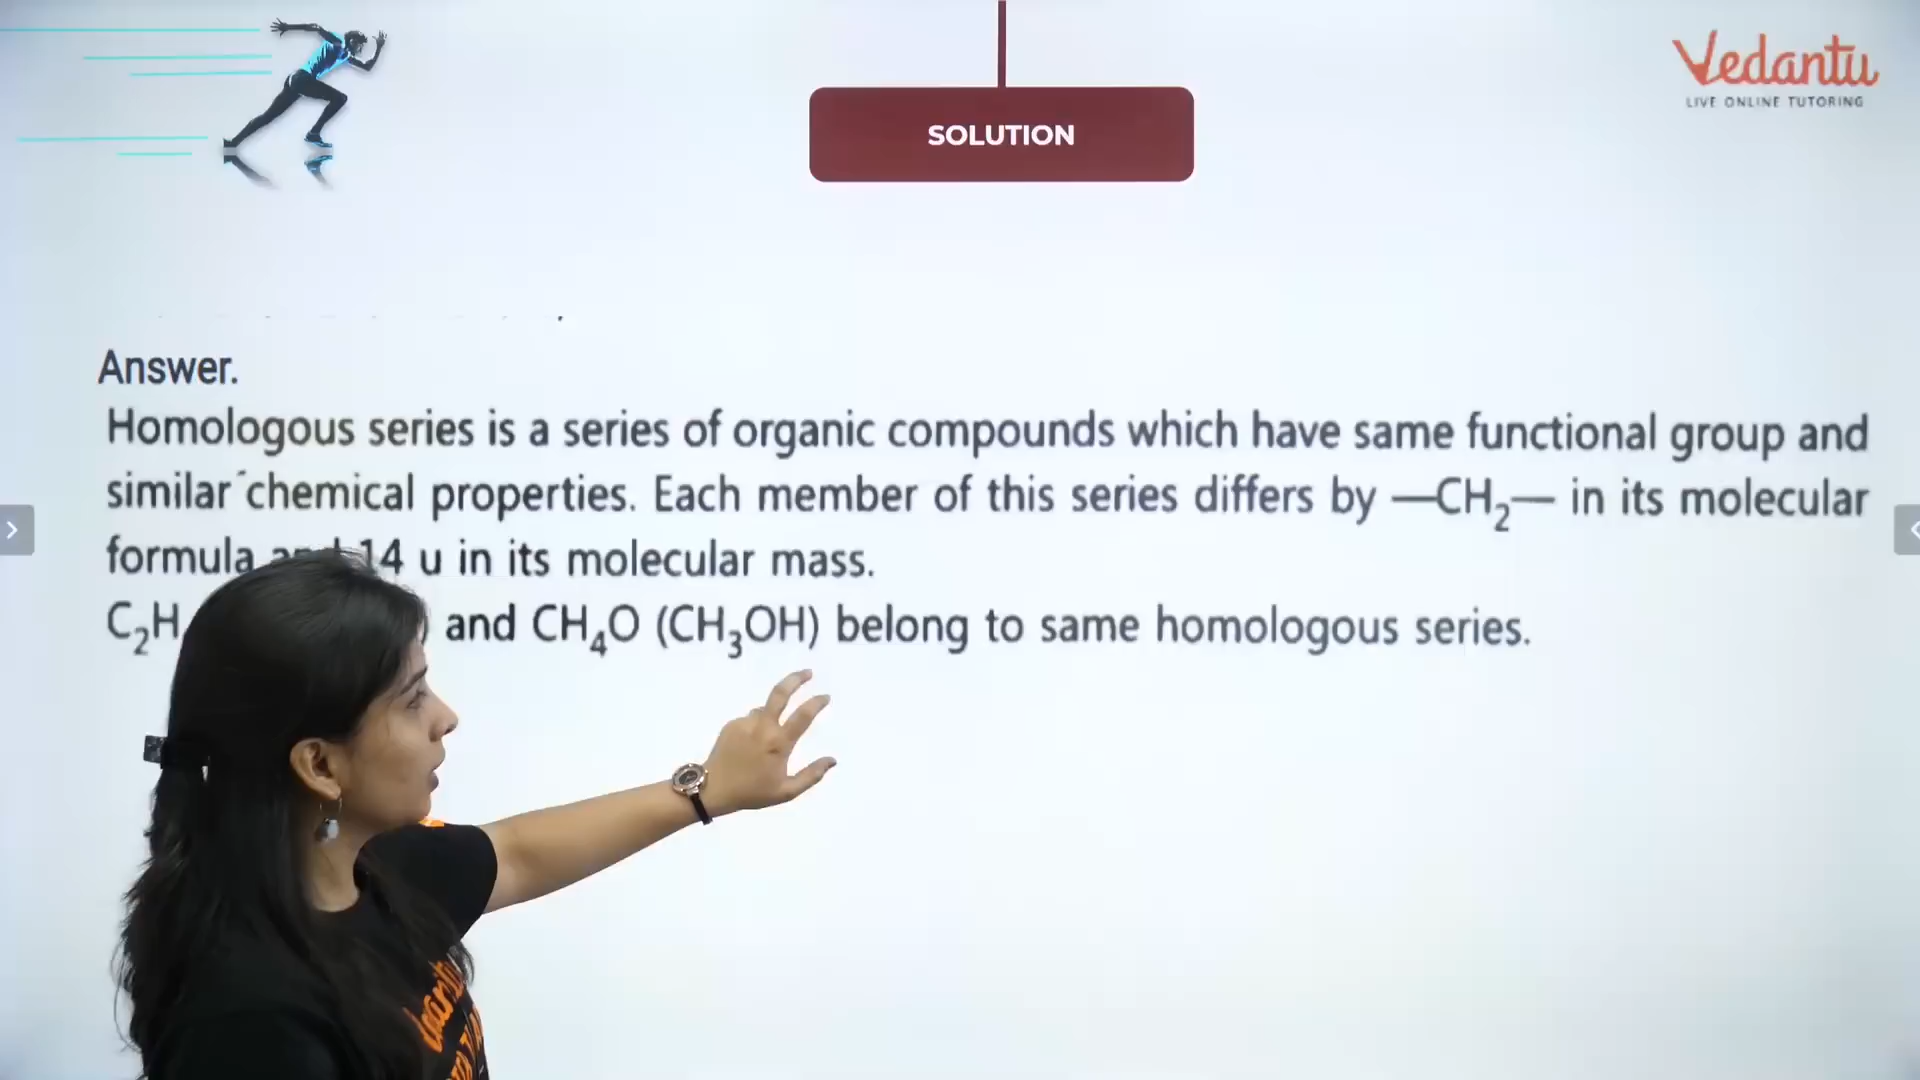 Vedantu
LIVE ONLINE TUTORING
SOLUTION
Answer.
Homologous series is a series of organic compounds which have same functional group and
similar chemical properties. Each member of this series differs by —CH₂— in its molecular
formula 14 u in its molecular mass.
C₂H and CH₄O (CH₃OH) belong to same homologous series.